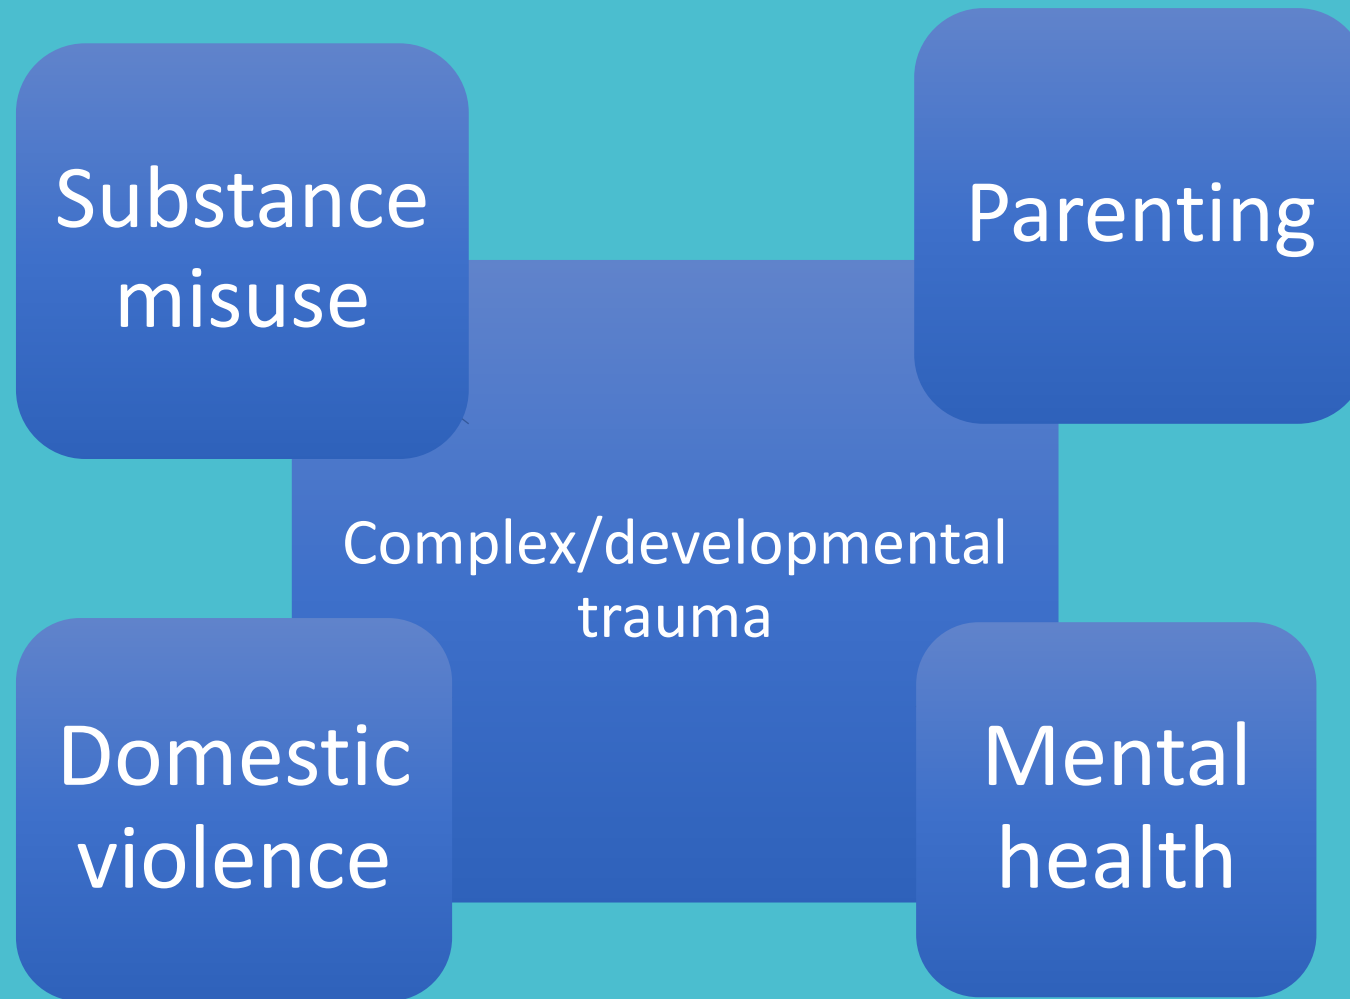 Substance
misuse
Parenting
Complex/developmental
trauma
Domestic
violence
Mental
health